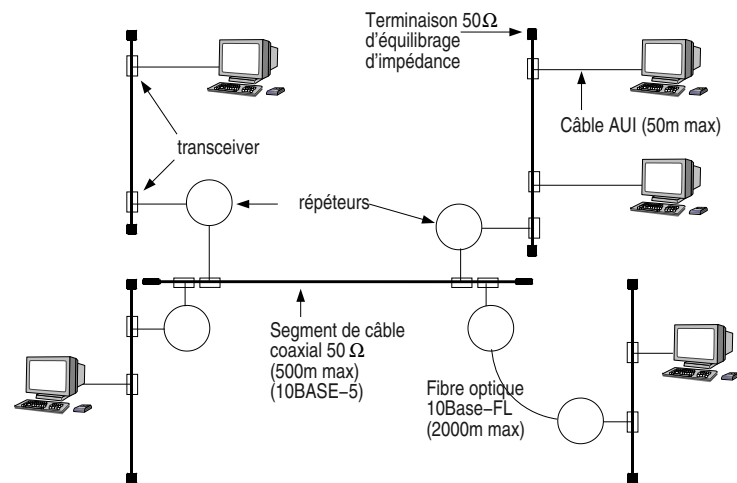 Terminaison 50Ω
d'équilibrage
d'impédance
Câble AUI (50m max)
transceiver
répéteurs
Segment de câble
coaxial 50 Ω
(500m max)
(10BASE–5)
Fibre optique
10Base–FL
(2000m max)